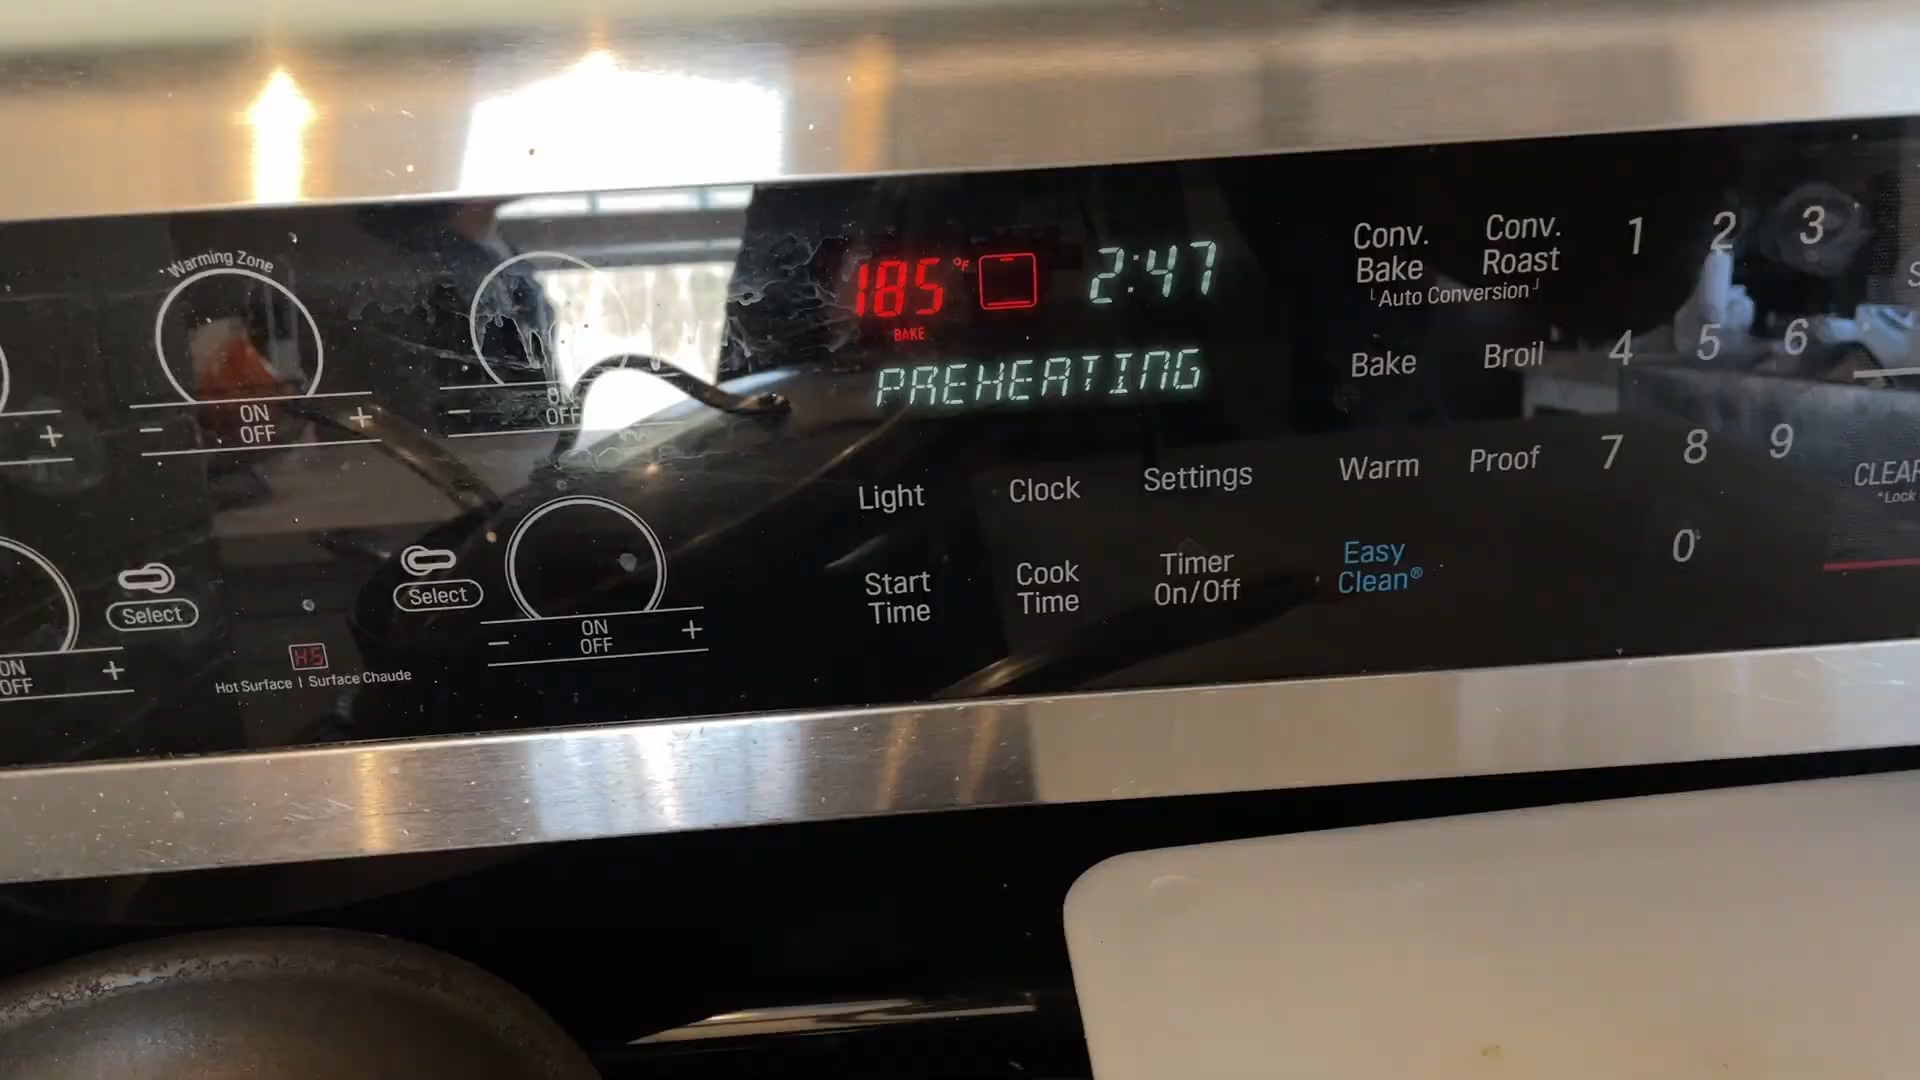 Warming Zone
ON
OFF
- +
ON
OFF
-
+
185 °F
2:47
BAKE
PREHEATING
Conv. Bake
Conv. Roast
Auto Conversion
1 2 3
Bake
Broil
4 5 6
Light
Clock
Settings
Warm
Proof
7 8 9
Start Time
Cook Time
Timer On/Off
Easy Clean®
0
Select
Select
ON
OFF
- +
HS
Hot Surface | Surface Chaude
ON
OFF
+